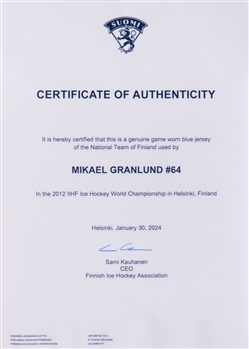 SUOMI
CERTIFICATE OF AUTHENTICITY
It is hereby certified that this is a genuine game worn blue jersey
of the National Team of Finland used by
MIKAEL GRANLUND #64
In the 2012 IIHF Ice Hockey World Championship in Helsinki, Finland
Helsinki, January 30, 2024
Sami Kauhanen
CEO
Finnish Ice Hockey Association